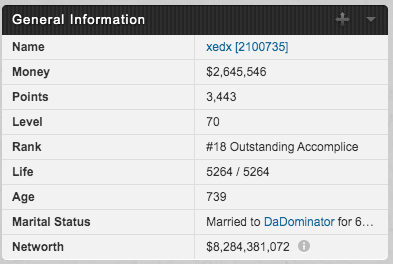 General Information
Name xedx [2100735]
Money $2,645,546
Points 3,443
Level 70
Rank #18 Outstanding Accomplice
Life 5264 / 5264
Age 739
Marital Status Married to DaDominator for 6...
Networth $8,284,381,072